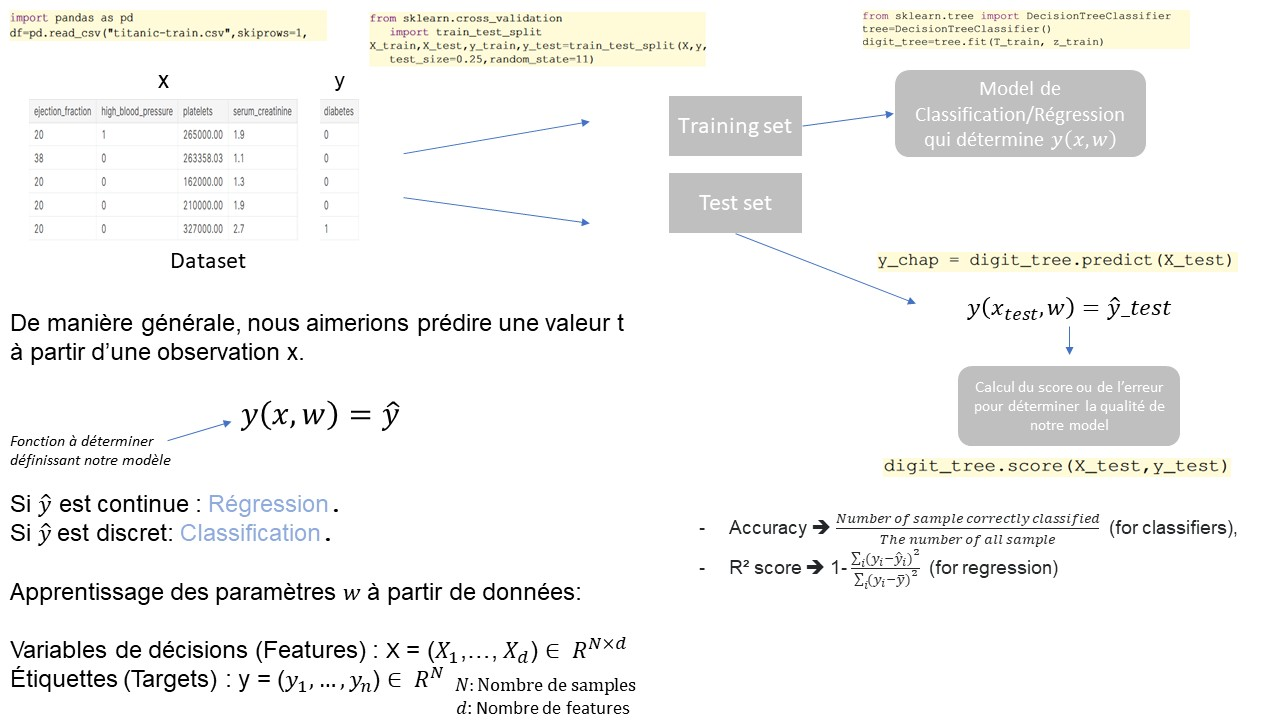 import pandas as pd
df=pd.read_csv("titanic-train.csv",skiprows=1,
from sklearn.cross_validation
import train_test_split
X_train,X_test,y_train,y_test=train_test_split(X,y,
test_size=0.25,random_state=11)
from sklearn.tree import DecisionTreeClassifier
tree=DecisionTreeClassifier()
digit_tree=tree.fit(T_train, z_train)
X y
ejection_fraction high_blood_pressure platelets serum_creatinine diabetes
20 1 265000.00 1.9 0
38 0 263358.03 1.1 0
20 0 162000.00 1.3 0
20 0 210000.00 1.9 0
20 0 327000.00 2.7 1
Dataset
Training set
Test set
Model de
Classification/Régression
qui détermine y(x,w)
y_chap = digit_tree.predict(X_test)
y(x_test,w) = ŷ_test
Calcul du score ou de l'erreur
pour déterminer la qualité de
notre model
digit_tree.score(X_test,y_test)
- Accuracy ➔ Number of sample correctly classified / The number of all sample (for classifiers),
- R² score ➔ 1- ∑i(yi−ŷi)² / ∑i(yi−ȳ)² (for regression)
De manière générale, nous aimerions prédire une valeur t
à partir d'une observation x.
y(x,w) = ŷ
Fonction à déterminer
définissant notre modèle
Si ŷ est continue : Régression.
Si ŷ est discret: Classification.
Apprentissage des paramètres w à partir de données:
Variables de décisions (Features) : X = (X₁,…, X_d) ∈ R^{N×d}
Étiquettes (Targets) : y = (y₁, …, yₙ) ∈ R^N
N: Nombre de samples
d: Nombre de features